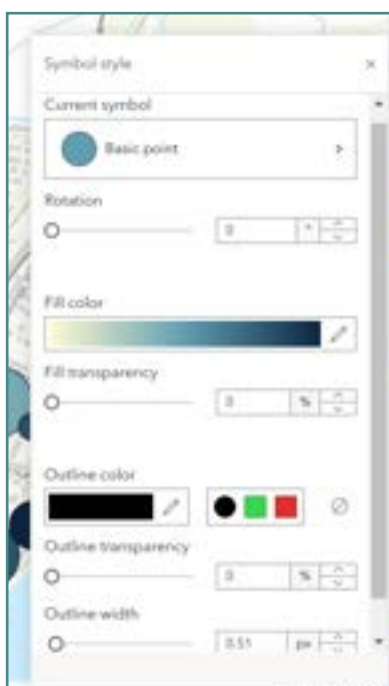 Symbol style ×
Current symbol
Basic point
Rotation
0 °
Fill color
Fill transparency
0 %
Outline color
Outline transparency
0 %
Outline width
0.51 px